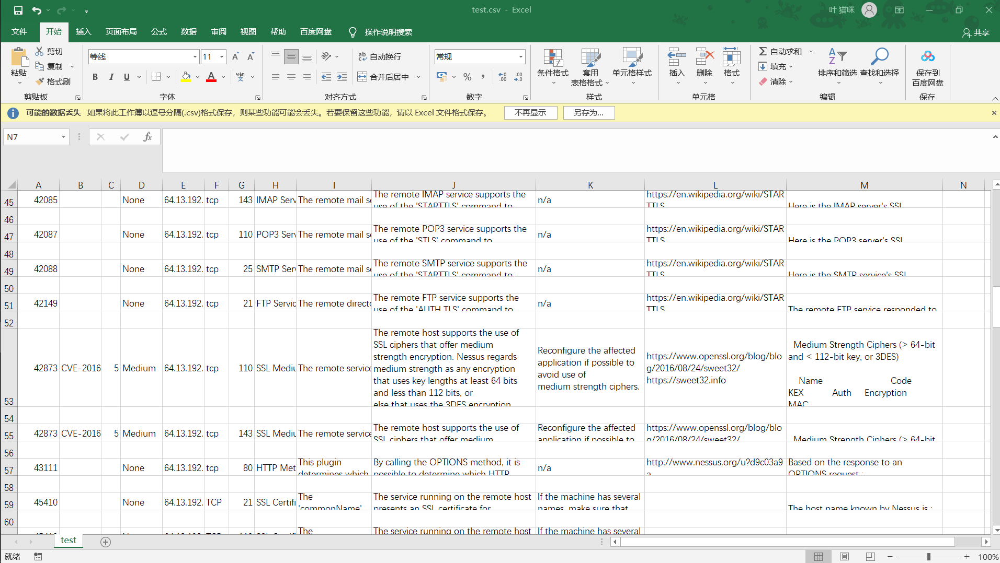 test.csv - Excel
叶 猫咪
文件 开始 插入 页面布局 公式 数据 审阅 视图 帮助 百度网盘 操作说明搜索 共享
粘贴
剪切
复制
格式刷
剪贴板
等线 11
B I U A wén 文
字体
ab 自动换行
合并后居中
对齐方式
常规
%
数字
条件格式
套用
表格格式
单元格样式
样式
插入
删除
格式
单元格
自动求和
填充
清除
排序和筛选
查找和选择
编辑
保存到
百度网盘
保存
可能的数据丢失 如果将此工作簿以逗号分隔(.csv)格式保存，则某些功能可能会丢失。若要保留这些功能，请以 Excel 文件格式保存。 不再显示 另存为...
N7 fx
A B C D E F G H I J K L M N
45 42085 None 64.13.192. tcp 143 IMAP Serv The remote mail se The remote IMAP service supports the
use of the 'STARTTLS' command to n/a https://en.wikipedia.org/wiki/STAR
TTLS Here is the IMAP server's SSL
46
47 42087 None 64.13.192. tcp 110 POP3 Serv The remote mail se The remote POP3 service supports the
use of the 'STLS' command to n/a https://en.wikipedia.org/wiki/STAR
TTLS Here is the POP3 server's SSL
48
49 42088 None 64.13.192. tcp 25 SMTP Serv The remote mail se The remote SMTP service supports the
use of the 'STARTTLS' command to n/a https://en.wikipedia.org/wiki/STAR
TTLS Here is the SMTP service's SSL
50
51 42149 None 64.13.192. tcp 21 FTP Servic The remote directo The remote FTP service supports the
use of the 'AUTH TLS' command to n/a https://en.wikipedia.org/wiki/STAR
TTLS The remote FTP service responded to
52
53 42873 CVE-2016 5 Medium 64.13.192. tcp 110 SSL Mediu The remote service
The remote host supports the use of
SSL ciphers that offer medium
strength encryption. Nessus regards
medium strength as any encryption
that uses key lengths at least 64 bits
and less than 112 bits, or
else that uses the 3DES encryption
Reconfigure the affected
application if possible to
avoid use of
medium strength ciphers.
https://www.openssl.org/blog/blo
g/2016/08/24/sweet32/
https://sweet32.info
Medium Strength Ciphers (> 64-bit
and < 112-bit key, or 3DES)
Name Code
KEX Auth Encryption
MAC
54
55 42873 CVE-2016 5 Medium 64.13.192. tcp 143 SSL Mediu The remote service
The remote host supports the use of
SSL ciphers that offer medium
Reconfigure the affected
application if possible to
https://www.openssl.org/blog/blo
g/2016/08/24/sweet32/
Medium Strength Ciphers (> 64-bit
56
57 43111 None 64.13.192. tcp 80 HTTP Met
This plugin
determines which
By calling the OPTIONS method, it is
possible to determine which HTTP
n/a
http://www.nessus.org/u?d9c03a9
a
Based on the response to an
OPTIONS request :
58
59 45410 None 64.13.192. TCP 21 SSL Certifi
The
'commonName'
The service running on the remote host
presents an SSL certificate for
If the machine has several
names, make sure that
The host name known by Nessus is :
60
The
The service running on the remote host
If the machine has several
test
就绪 100%